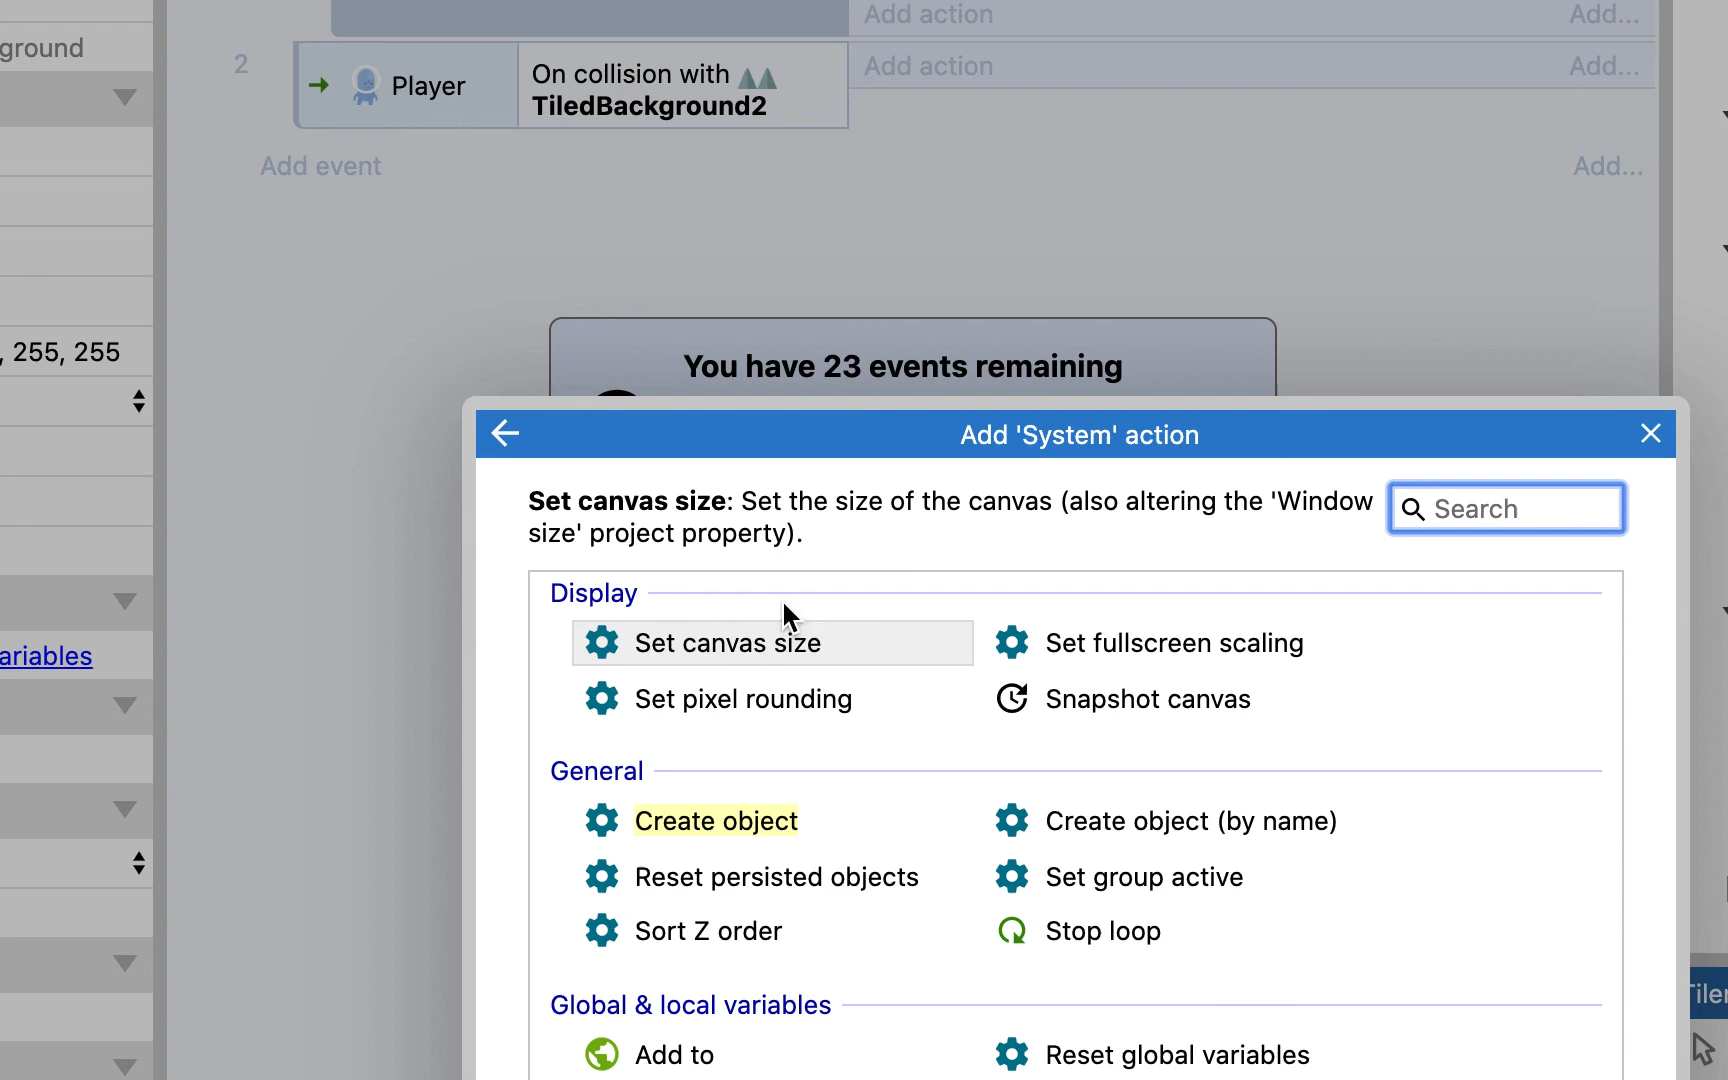 Add action
Add...
ground
2
Player
On collision with
TiledBackground2
Add action
Add...
Add event
Add...
, 255, 255
You have 23 events remaining
Add 'System' action
Set canvas size: Set the size of the canvas (also altering the 'Window
size' project property).
Search
Display
Set canvas size
Set fullscreen scaling
ariables
Set pixel rounding
Snapshot canvas
General
Create object
Create object (by name)
Reset persisted objects
Set group active
Sort Z order
Stop loop
Global & local variables
Add to
Reset global variables